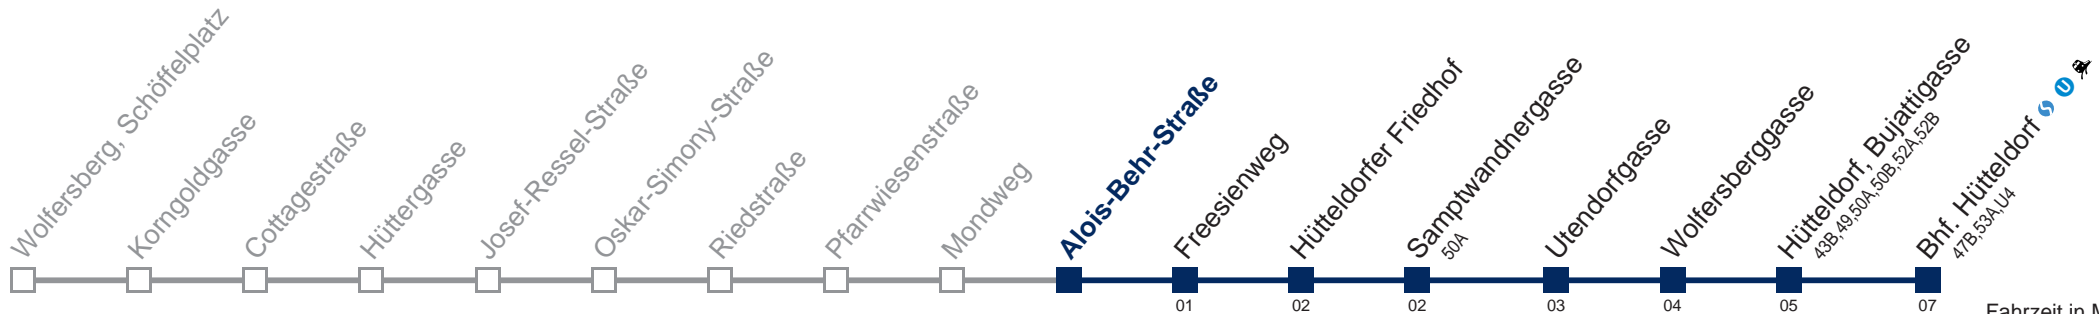 Wolfersberg, Schöffelplatz
Korngoldgasse
Cottagestraße
Hüttergasse
Josef-Ressel-Straße
Oskar-Simony-Straße
Riedstraße
Pfarrwiesenstraße
Mondweg
Alois-Behr-Straße
Freesienweg
01
Hütteldorfer Friedhof
02
Samptwandnergasse
50A
02
Utendorfgasse
03
Wolfersberggasse
04
Hütteldorf, Bujattigasse
43B,49,50A,50B,52A,52B
05
Bhf. Hütteldorf S U
47B,53A,U4
07
Fahrzeit in M